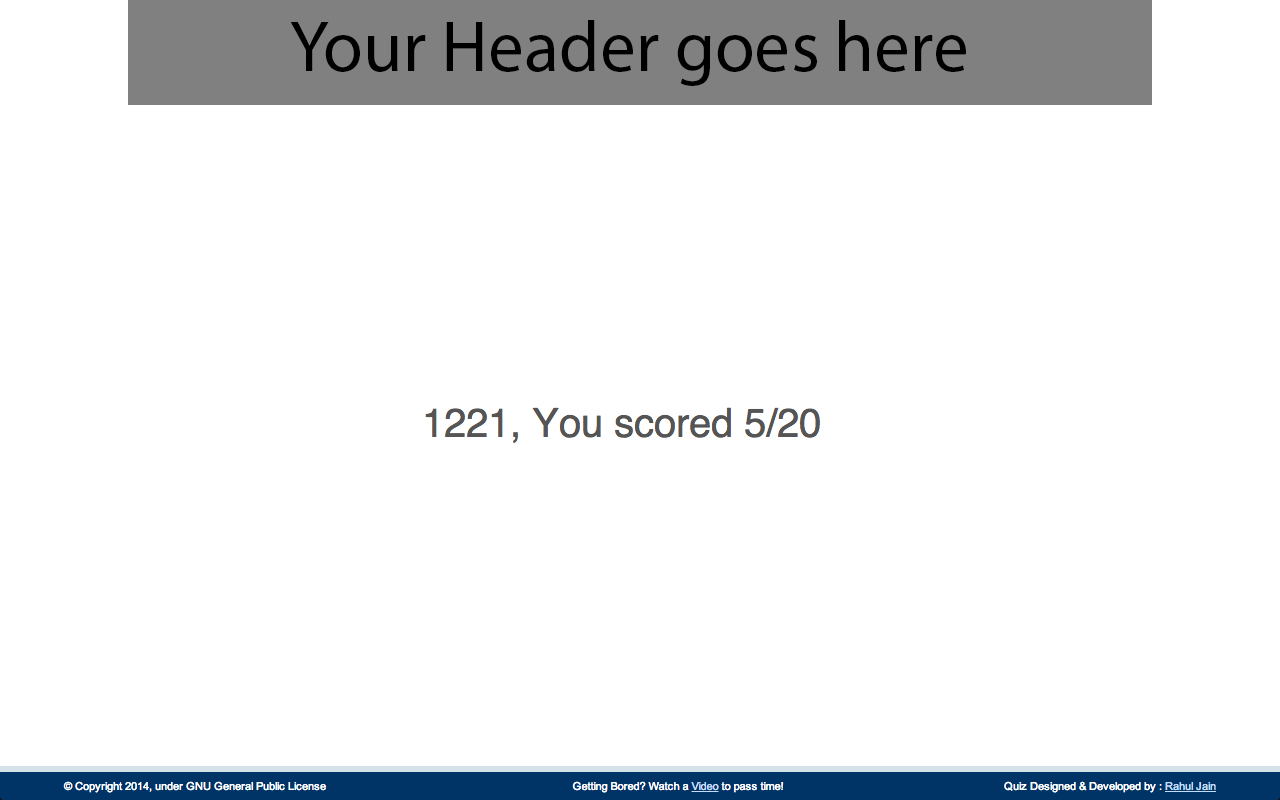 Your Header goes here
1221, You scored 5/20
© Copyright 2014, under GNU General Public License
Getting Bored? Watch a Video to pass time!
Quiz Designed & Developed by : Rahul Jain